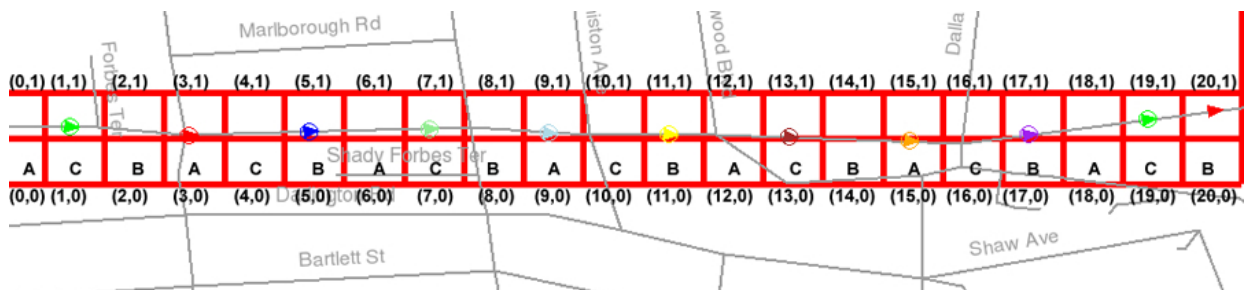 Marlborough Rd
Forbes Ter
(0,1) (1,1) (2,1) (3,1) (4,1) (5,1) (6,1) (7,1) (8,1) (9,1) (10,1) (11,1) (12,1) (13,1) (14,1) (15,1) (16,1) (17,1) (18,1) (19,1) (20,1)
Dalla
Shady Forbes Ter
A C B A C B A C B A C B A C B A C B A C B
(0,0) (1,0) (2,0) (3,0) (4,0) (5,0) (6,0) (7,0) (8,0) (9,0) (10,0) (11,0) (12,0) (13,0) (14,0) (15,0) (16,0) (17,0) (18,0) (19,0) (20,0)
Bartlett St
Shaw Ave